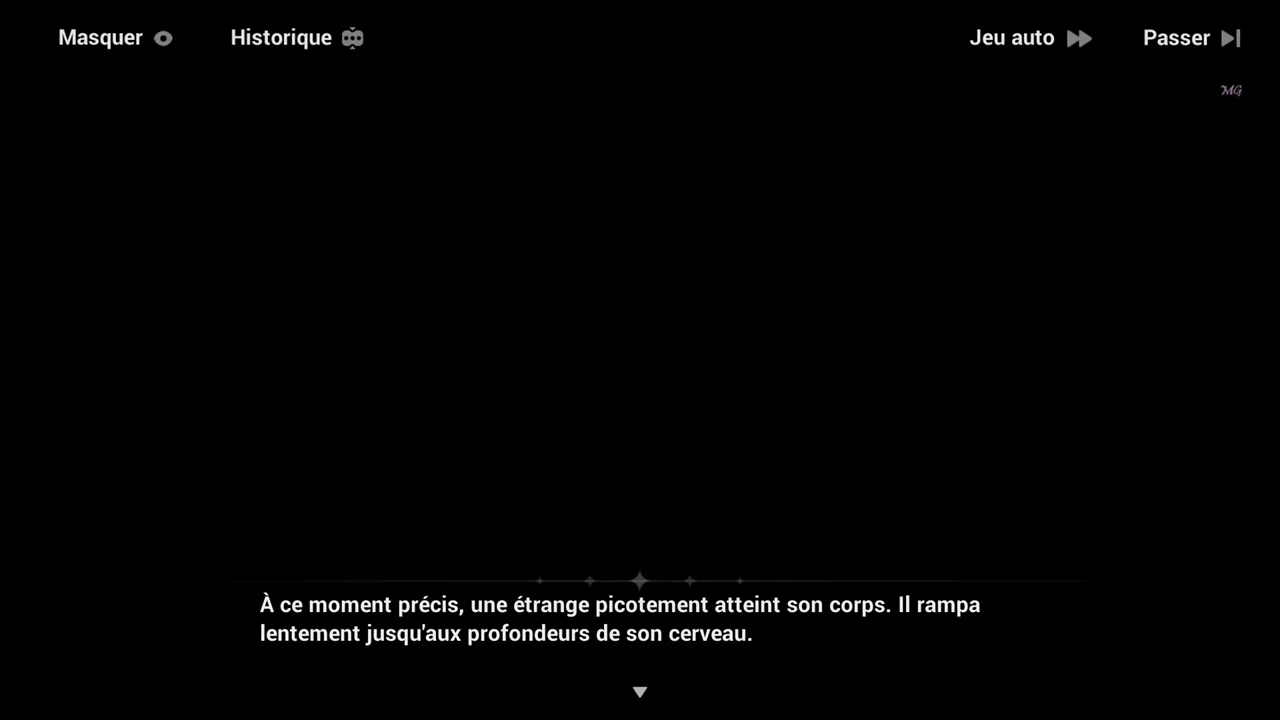 Masquer Historique Jeu auto Passer
MG
À ce moment précis, une étrange picotement atteint son corps. Il rampa
lentement jusqu'aux profondeurs de son cerveau.